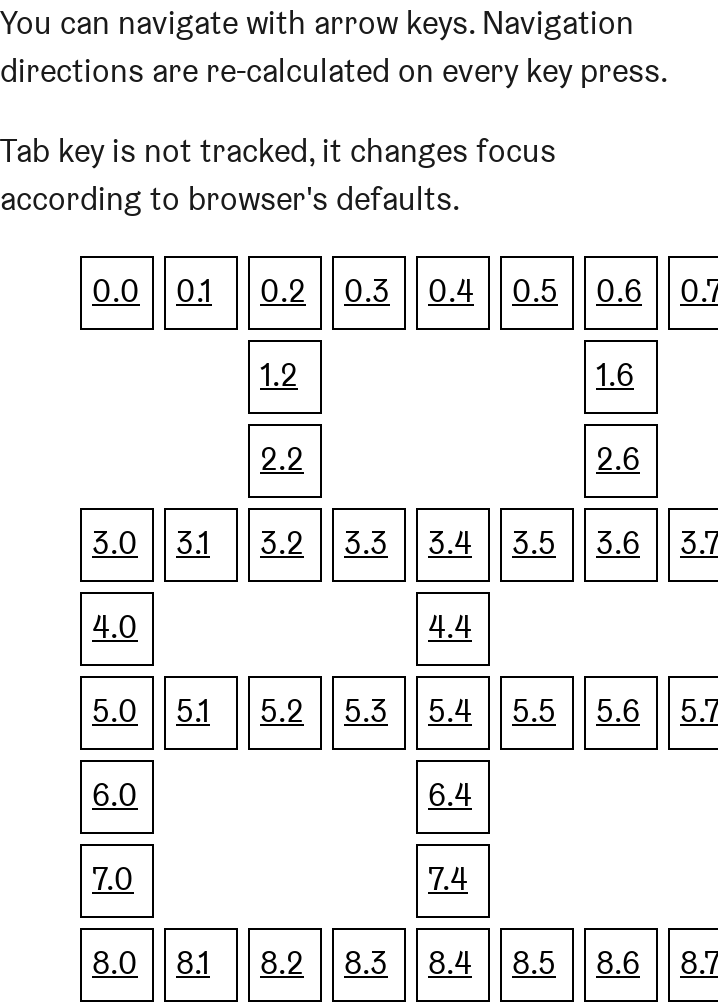 You can navigate with arrow keys. Navigation
directions are re-calculated on every key press.
Tab key is not tracked, it changes focus
according to browser's defaults.
0.0 0.1 0.2 0.3 0.4 0.5 0.6 0.7
1.2 1.6
2.2 2.6
3.0 3.1 3.2 3.3 3.4 3.5 3.6 3.7
4.0 4.4
5.0 5.1 5.2 5.3 5.4 5.5 5.6 5.7
6.0 6.4
7.0 7.4
8.0 8.1 8.2 8.3 8.4 8.5 8.6 8.7